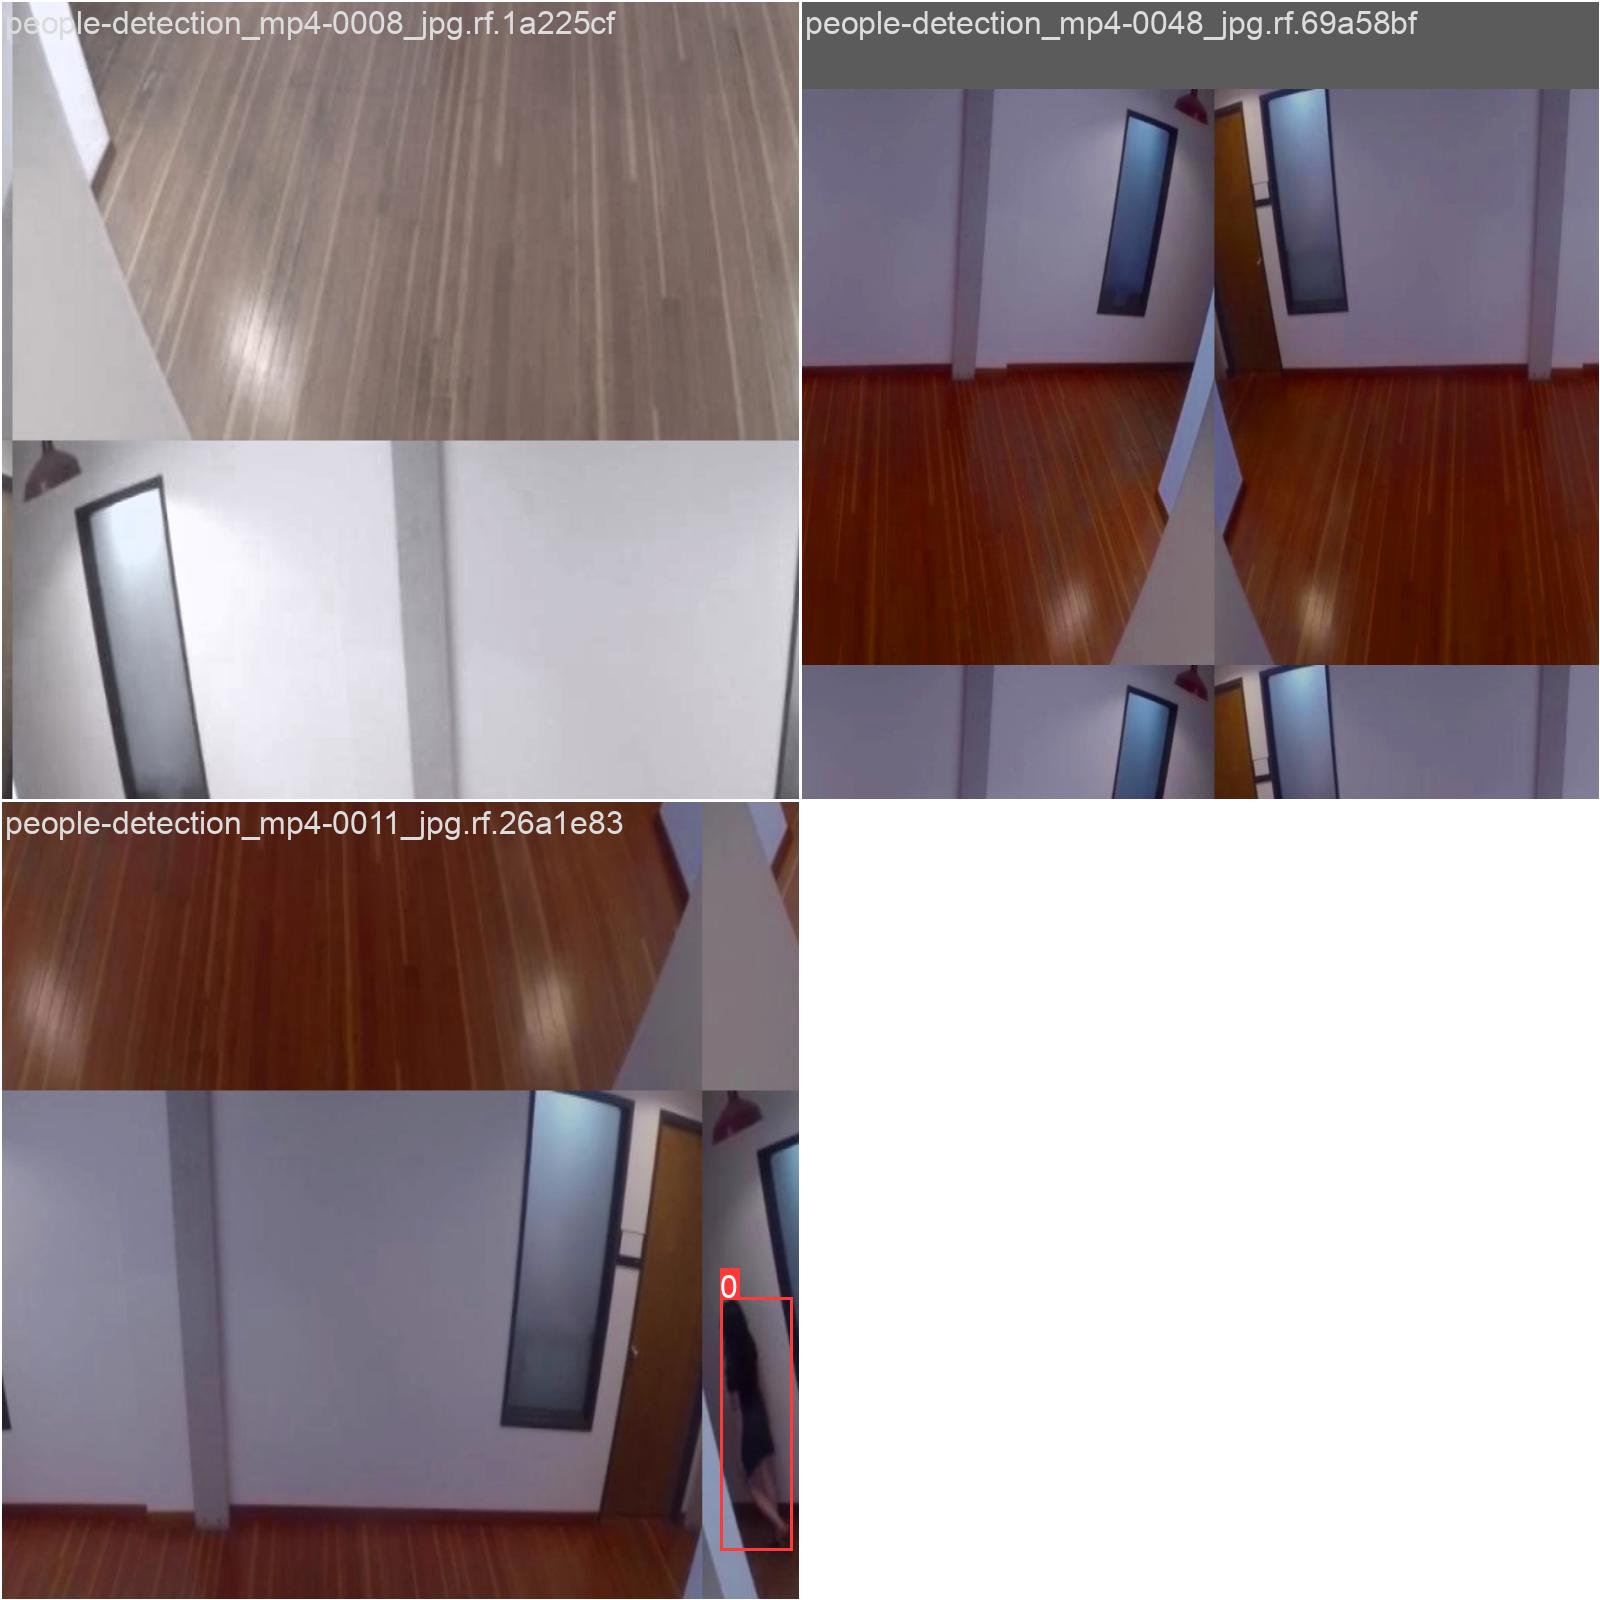 people-detection_mp4-0008_jpg.rf.1a225cf
people-detection_mp4-0048_jpg.rf.69a58bf
people-detection_mp4-0011_jpg.rf.26a1e83
0